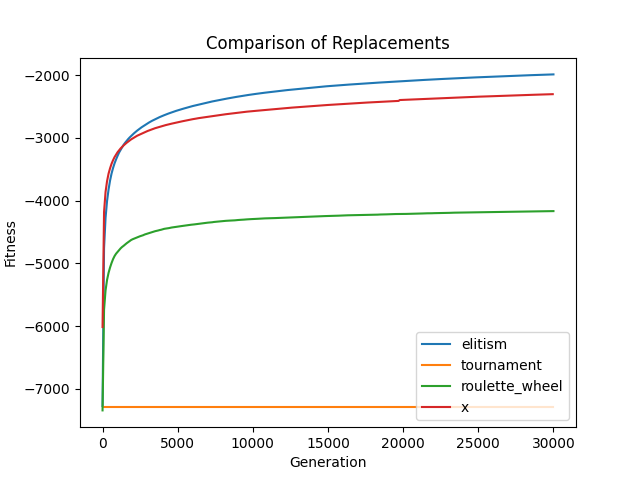 Comparison of Replacements
−2000
−3000
−4000
−5000
−6000
−7000
Fitness
elitism
tournament
roulette_wheel
x
0 5000 10000 15000 20000 25000 30000
Generation